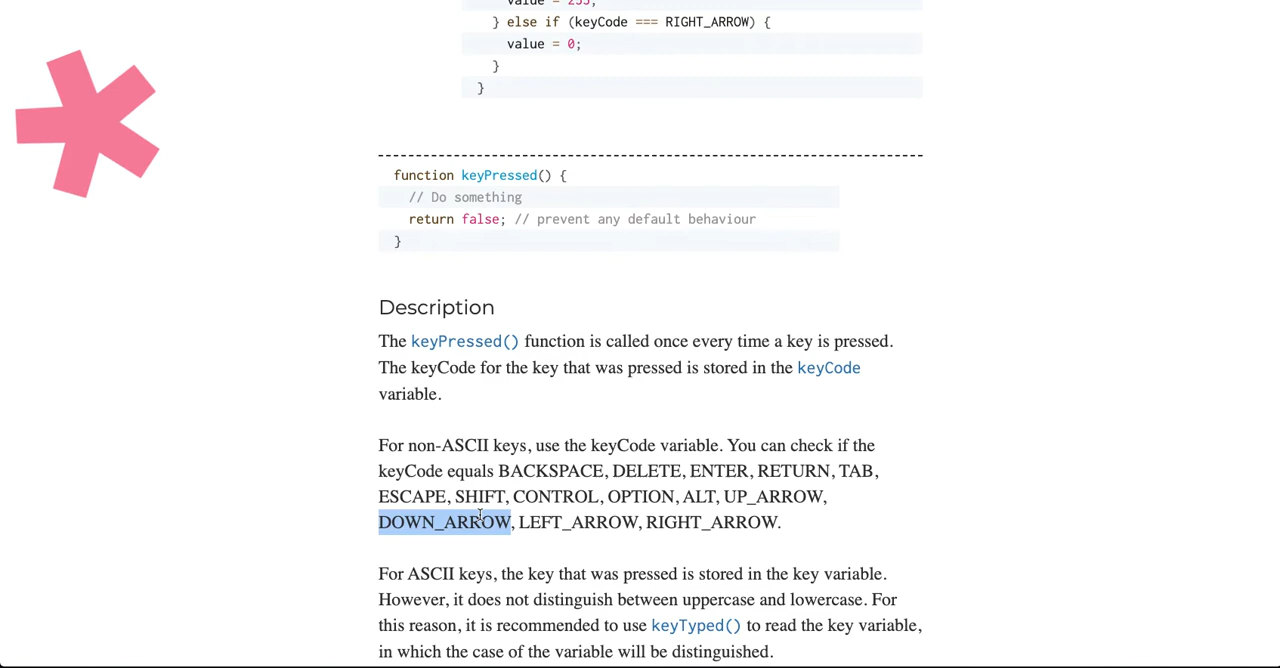 value = 255;
} else if (keyCode === RIGHT_ARROW) {
value = 0;
}
}
function keyPressed() {
// Do something
return false; // prevent any default behaviour
}
Description
The keyPressed() function is called once every time a key is pressed.
The keyCode for the key that was pressed is stored in the keyCode
variable.
For non-ASCII keys, use the keyCode variable. You can check if the
keyCode equals BACKSPACE, DELETE, ENTER, RETURN, TAB,
ESCAPE, SHIFT, CONTROL, OPTION, ALT, UP_ARROW,
DOWN_ARROW, LEFT_ARROW, RIGHT_ARROW.
For ASCII keys, the key that was pressed is stored in the key variable.
However, it does not distinguish between uppercase and lowercase. For
this reason, it is recommended to use keyTyped() to read the key variable,
in which the case of the variable will be distinguished.